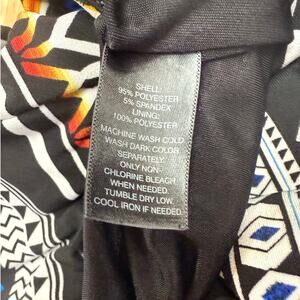 SHELL:
95% POLYESTER
5% SPANDEX
LINING:
100% POLYESTER
MACHINE WASH COLD
WASH DARK COLOR
SEPARATELY.
ONLY NON-
CHLORINE BLEACH
WHEN NEEDED.
TUMBLE DRY LOW.
COOL IRON IF NEEDED.